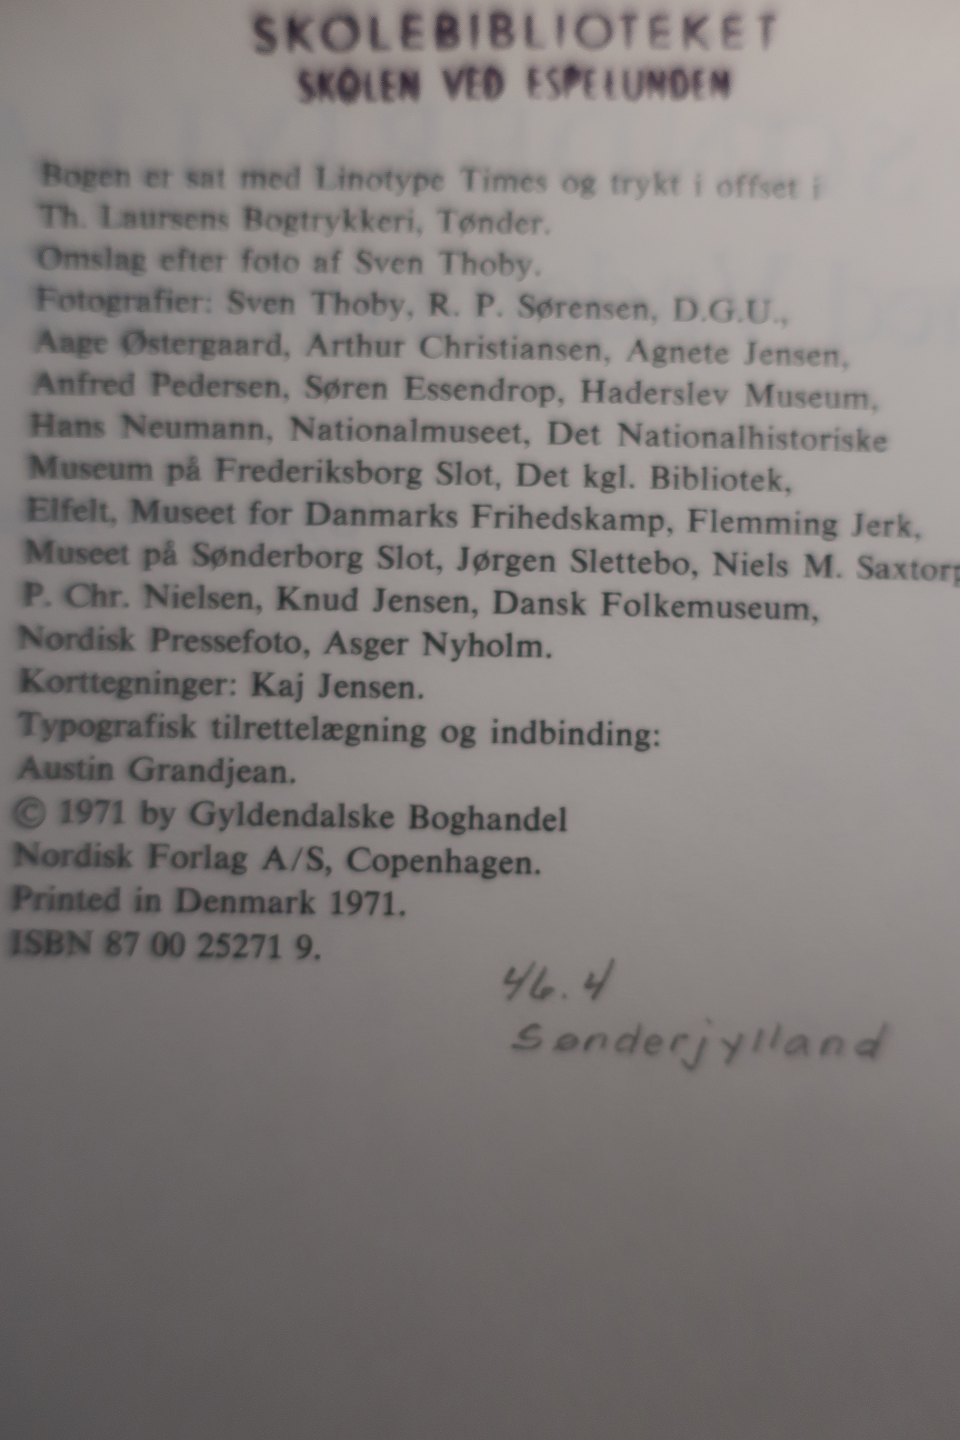 SKOLEBIBLIOTEKET
SKOLEN VED ESPELUNDEN
Bogen er sat med Linotype Times og trykt i offset i
Th. Laursens Bogtrykkeri, Tønder.
Omslag efter foto af Sven Thoby.
Fotografier: Sven Thoby, R. P. Sørensen, D.G.U.,
Aage Østergaard, Arthur Christiansen, Agnete Jensen,
Anfred Pedersen, Søren Essendrop, Haderslev Museum,
Hans Neumann, Nationalmuseet, Det Nationalhistoriske
Museum på Frederiksborg Slot, Det kgl. Bibliotek,
Elfelt, Museet for Danmarks Frihedskamp, Flemming Jerk,
Museet på Sønderborg Slot, Jørgen Slettebo, Niels M. Saxtorp
P. Chr. Nielsen, Knud Jensen, Dansk Folkemuseum,
Nordisk Pressefoto, Asger Nyholm.
Korttegninger: Kaj Jensen.
Typografisk tilrettelægning og indbinding:
Austin Grandjean.
© 1971 by Gyldendalske Boghandel
Nordisk Forlag A/S, Copenhagen.
Printed in Denmark 1971.
ISBN 87 00 25271 9.
46.4
Sønderjylland